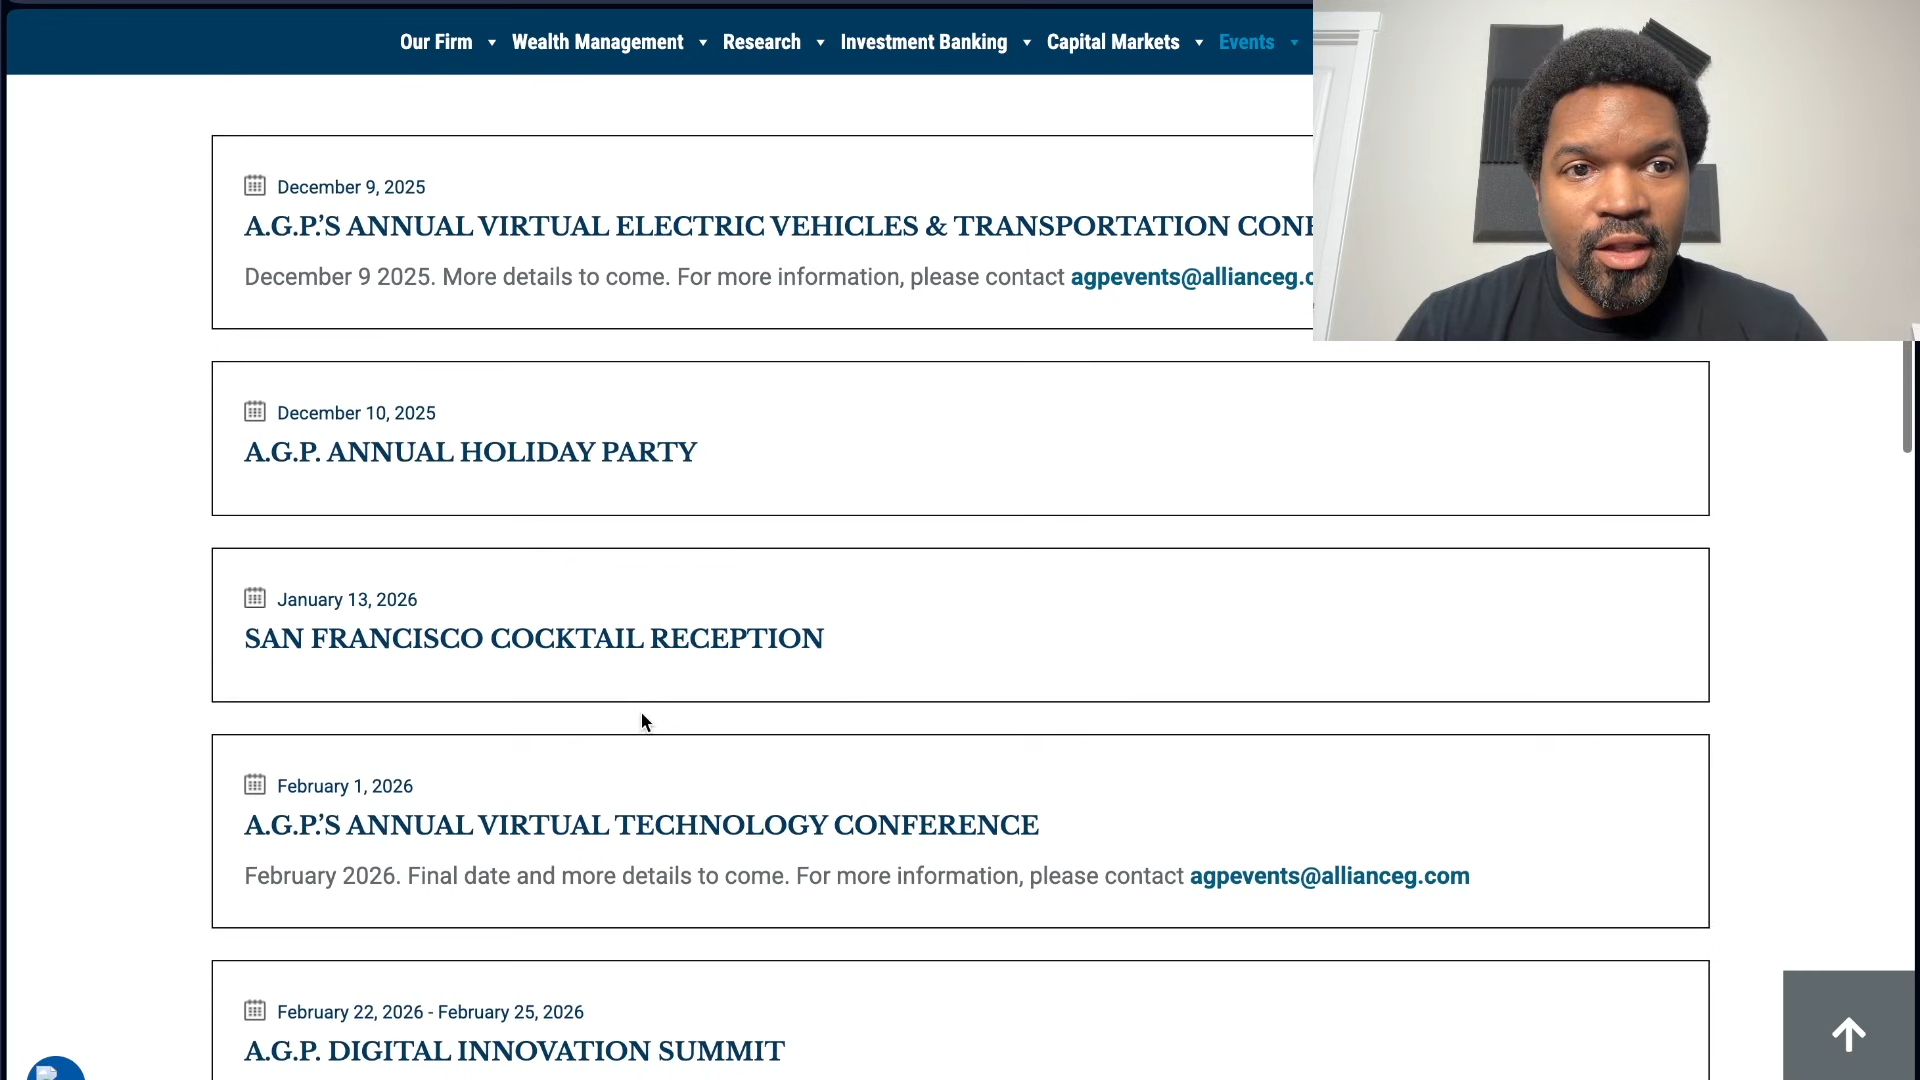 Our Firm Wealth Management Research Investment Banking Capital Markets Events
December 9, 2025
A.G.P.'S ANNUAL VIRTUAL ELECTRIC VEHICLES & TRANSPORTATION
December 9 2025. More details to come. For more information, please contact agpevents@allianceg.c
December 10, 2025
A.G.P. ANNUAL HOLIDAY PARTY
January 13, 2026
SAN FRANCISCO COCKTAIL RECEPTION
February 1, 2026
A.G.P.'S ANNUAL VIRTUAL TECHNOLOGY CONFERENCE
February 2026. Final date and more details to come. For more information, please contact agpevents@allianceg.com
February 22, 2026 - February 25, 2026
A.G.P. DIGITAL INNOVATION SUMMIT